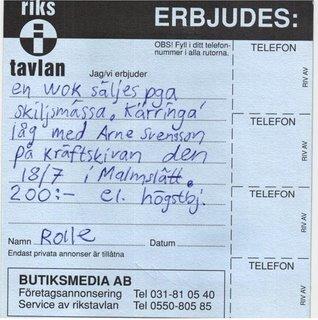 riks
i
tavlan
ERBJUDES:
OBS! Fyll i ditt telefon-
nummer i alla rutorna.
Jag/vi erbjuder
en wok säljes pga
skiljsmässa. Kärringa'
låg med Arne Svensson
på kräftskivan den
18/7 i Malmslätt.
200:- el. högstbj.
Namn Rolle Datum
Endast privata annonser är tillåtna
BUTIKSMEDIA AB
Företagsannonsering Tel 031-81 05 40
Service av rikstavlan Tel 0550-805 85
TELEFON
RIV AV
TELEFON
RIV AV
TELEFON
RIV AV
TELEFON
RIV AV